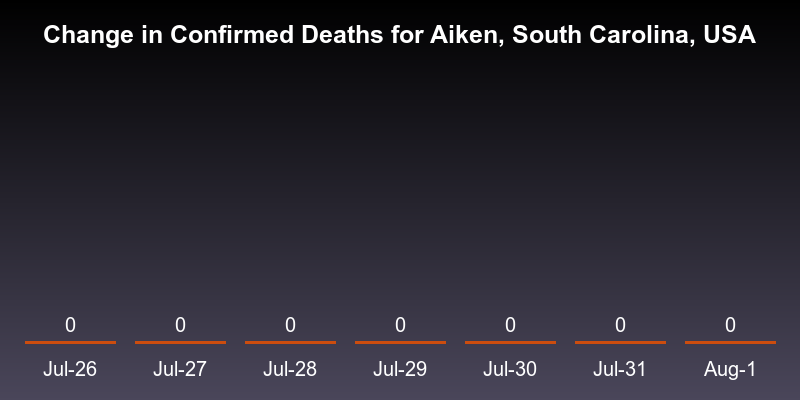 Change in Confirmed Deaths for Aiken, South Carolina, USA
0 0 0 0 0 0 0
Jul-26 Jul-27 Jul-28 Jul-29 Jul-30 Jul-31 Aug-1